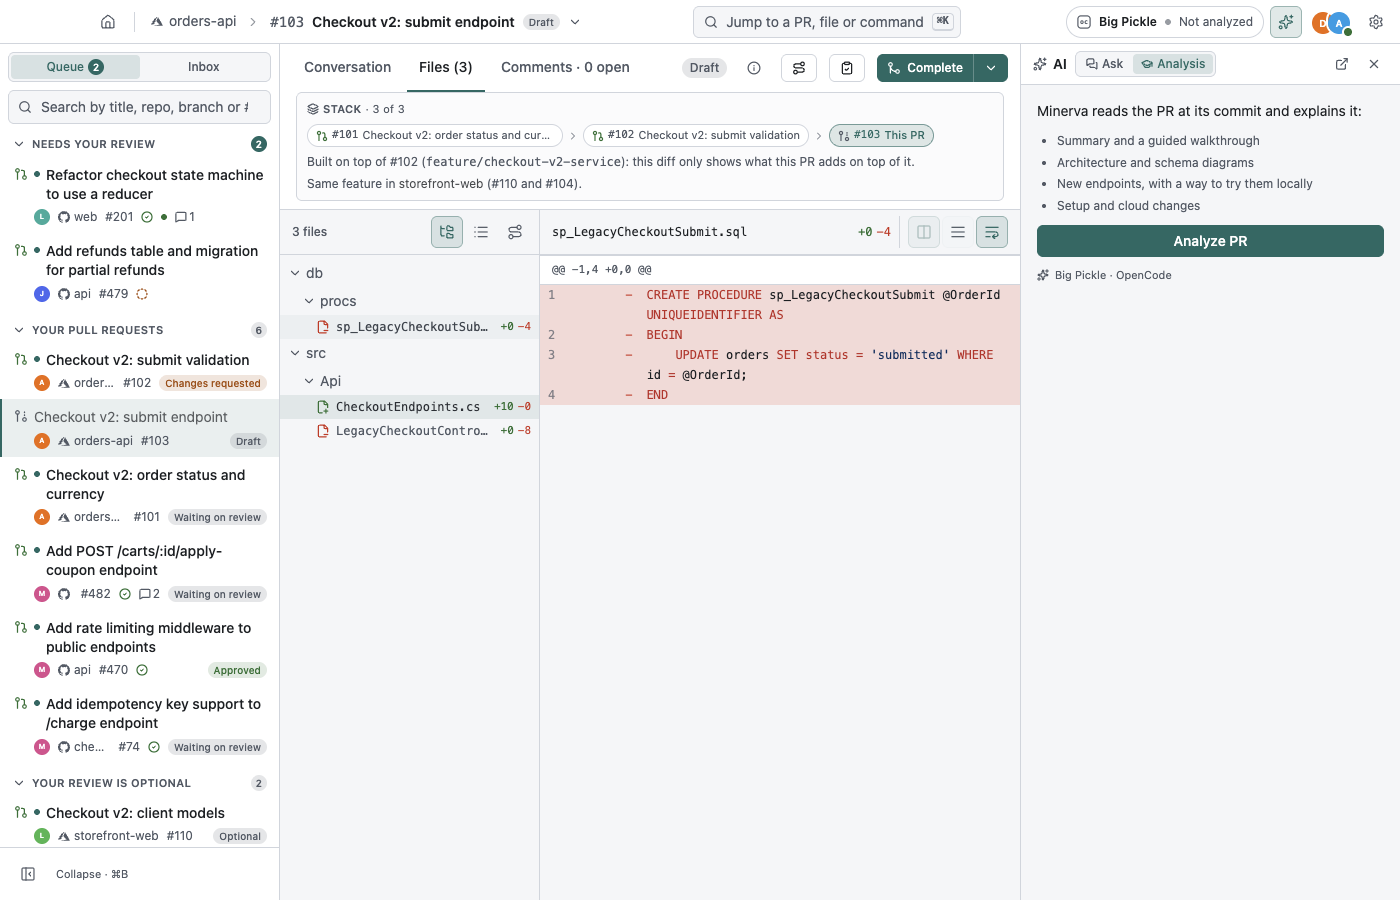 orders-api
#103 Checkout v2: submit endpoint Draft
Jump to a PR, file or command ⌘K
OC Big Pickle Not analyzed
D A
Queue 2 Inbox
Search by title, repo, branch or #
NEEDS YOUR REVIEW 2
Refactor checkout state machine
to use a reducer
L web #201 1
Add refunds table and migration
for partial refunds
J api #479
YOUR PULL REQUESTS 6
Checkout v2: submit validation
A order... #102 Changes requested
Checkout v2: submit endpoint
A orders-api #103 Draft
Checkout v2: order status and
currency
A orders... #101 Waiting on review
Add POST /carts/:id/apply-
coupon endpoint
M #482 2 Waiting on review
Add rate limiting middleware to
public endpoints
M api #470 Approved
Add idempotency key support to
/charge endpoint
M che... #74 Waiting on review
YOUR REVIEW IS OPTIONAL 2
Checkout v2: client models
L storefront-web #110 Optional
Collapse · ⌘B
Conversation Files (3) Comments · 0 open
Draft Complete
STACK · 3 of 3
#101 Checkout v2: order status and cur... #102 Checkout v2: submit validation #103 This PR
Built on top of #102 (feature/checkout-v2-service): this diff only shows what this PR adds on top of it.
Same feature in storefront-web (#110 and #104).
3 files
db
procs
sp_LegacyCheckoutSub... +0 −4
src
Api
CheckoutEndpoints.cs +10 −0
LegacyCheckoutContro... +0 −8
sp_LegacyCheckoutSubmit.sql +0 −4
@@ −1,4 +0,0 @@
1 − CREATE PROCEDURE sp_LegacyCheckoutSubmit @OrderId
UNIQUEIDENTIFIER AS
2 − BEGIN
3 − UPDATE orders SET status = 'submitted' WHERE
id = @OrderId;
4 − END
AI Ask Analysis
Minerva reads the PR at its commit and explains it:
• Summary and a guided walkthrough
• Architecture and schema diagrams
• New endpoints, with a way to try them locally
• Setup and cloud changes
Analyze PR
Big Pickle · OpenCode